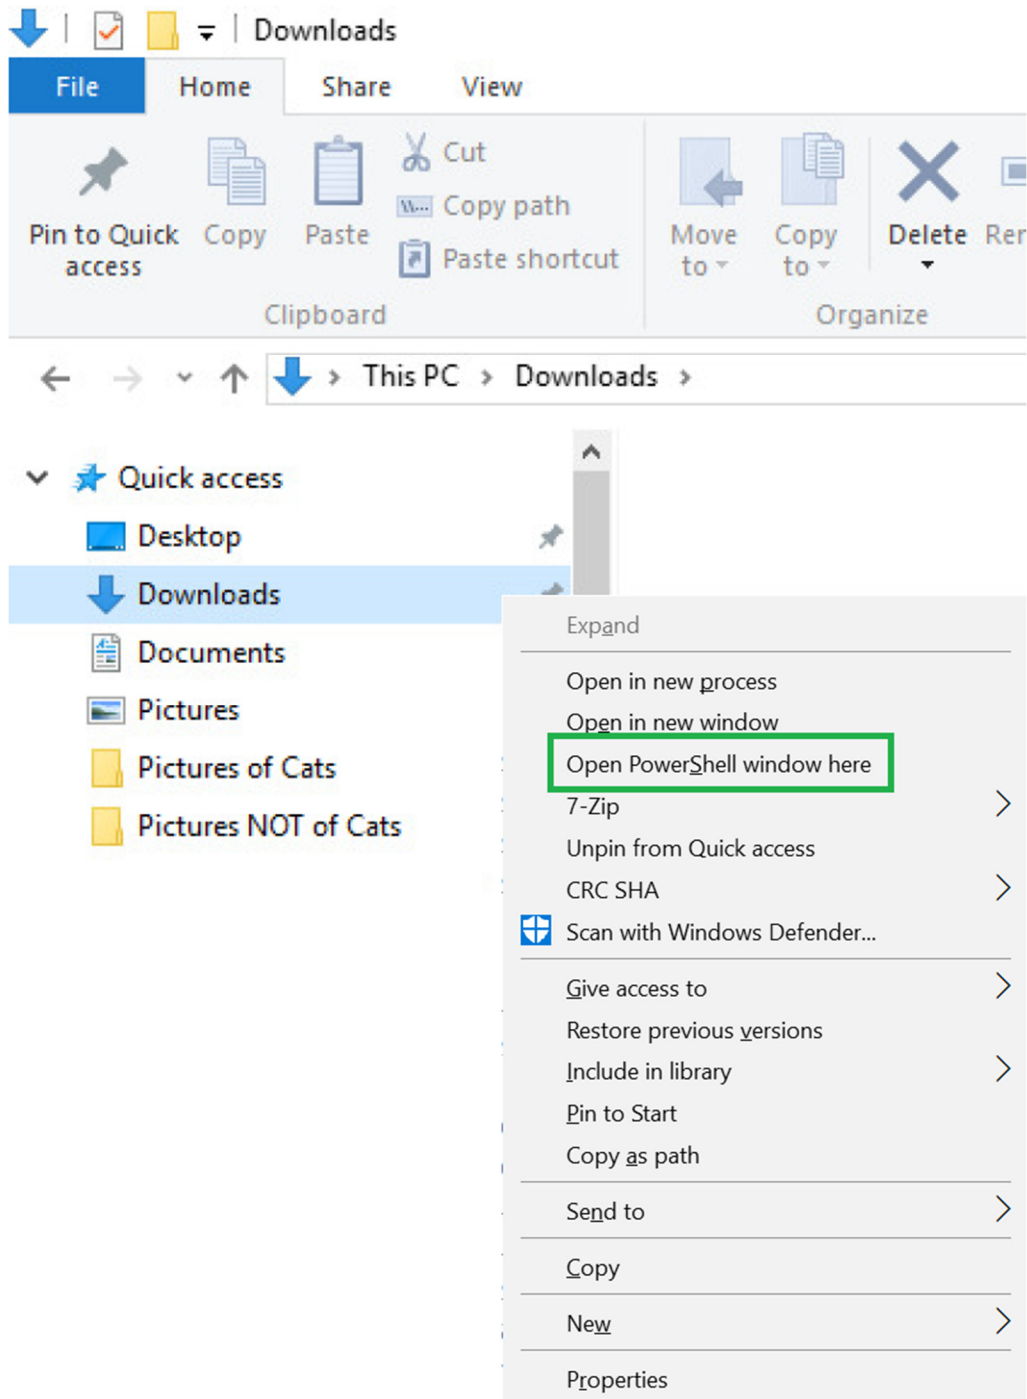 Downloads
File Home Share View
Cut
Copy path
Paste shortcut
Pin to Quick access
Copy
Paste
Move to
Copy to
Delete
Clipboard
Organize
This PC > Downloads >
Quick access
Desktop
Downloads
Documents
Pictures
Pictures of Cats
Pictures NOT of Cats
Expand
Open in new process
Open in new window
Open PowerShell window here
7-Zip
Unpin from Quick access
CRC SHA
Scan with Windows Defender...
Give access to
Restore previous versions
Include in library
Pin to Start
Copy as path
Send to
Copy
New
Properties